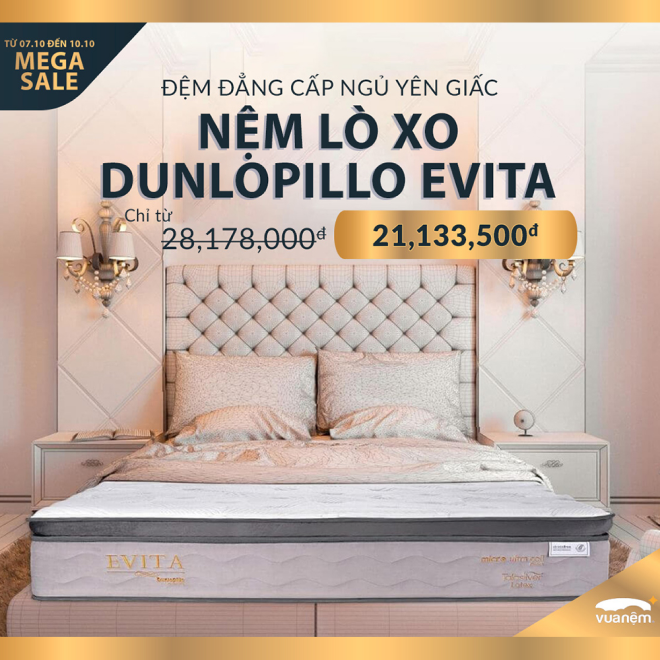 TỪ 07.10 ĐẾN 10.10
MEGA
SALE
ĐỆM ĐẲNG CẤP NGỦ YÊN GIẤC
NỆM LÒ XO
DUNLOPILLO EVITA
Chỉ từ
28,178,000đ 21,133,500đ
EVITA
vuanệm